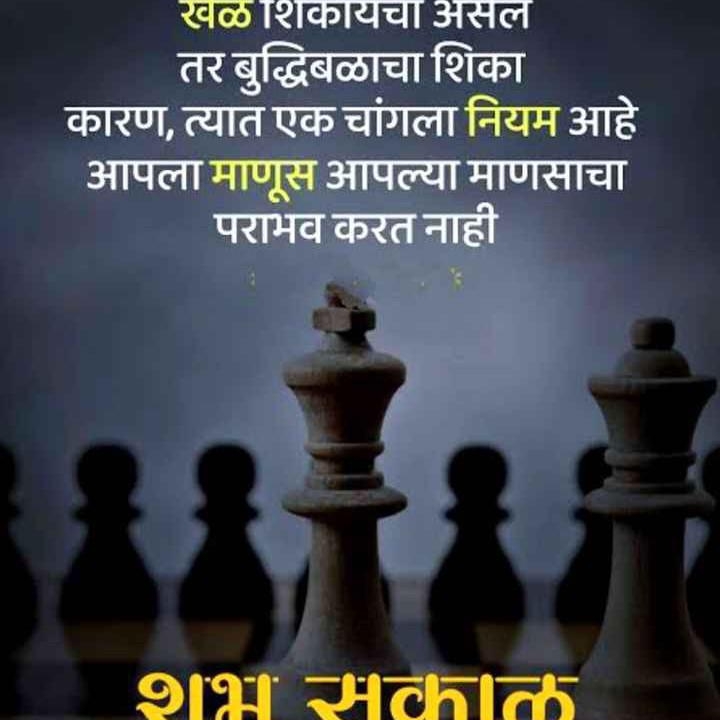 खेळ शिकायचा असेल
तर बुद्धिबळाचा शिका
कारण, त्यात एक चांगला नियम आहे
आपला माणूस आपल्या माणसाचा
पराभव करत नाही
शुभ सकाळ